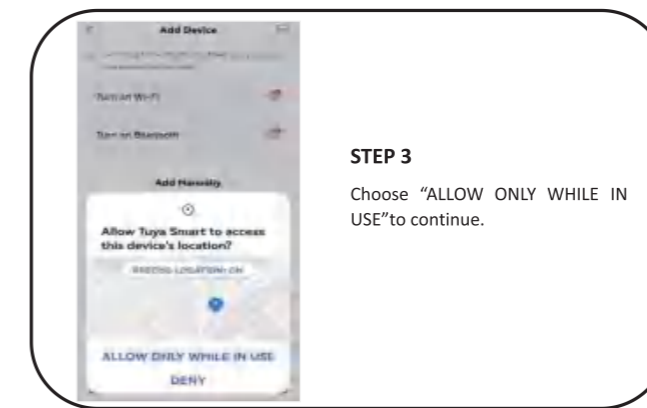 Add Device
Turn on Wi-Fi
Turn on Bluetooth
Add Manually
Allow Tuya Smart to access
this device's location?
PRECISE LOCATION: ON
ALLOW ONLY WHILE IN USE
DENY
STEP 3
Choose “ALLOW ONLY WHILE IN
USE”to continue.